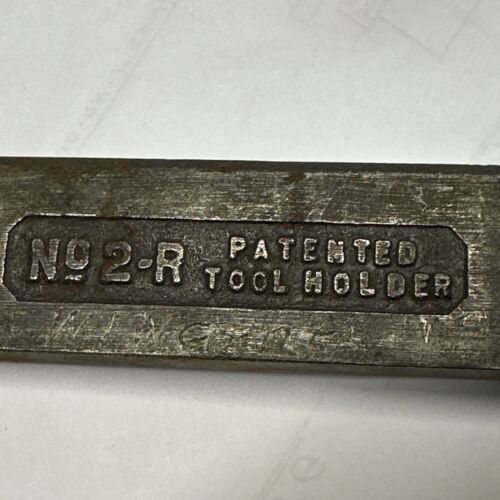 No 2-R PATENTED
TOOL HOLDER